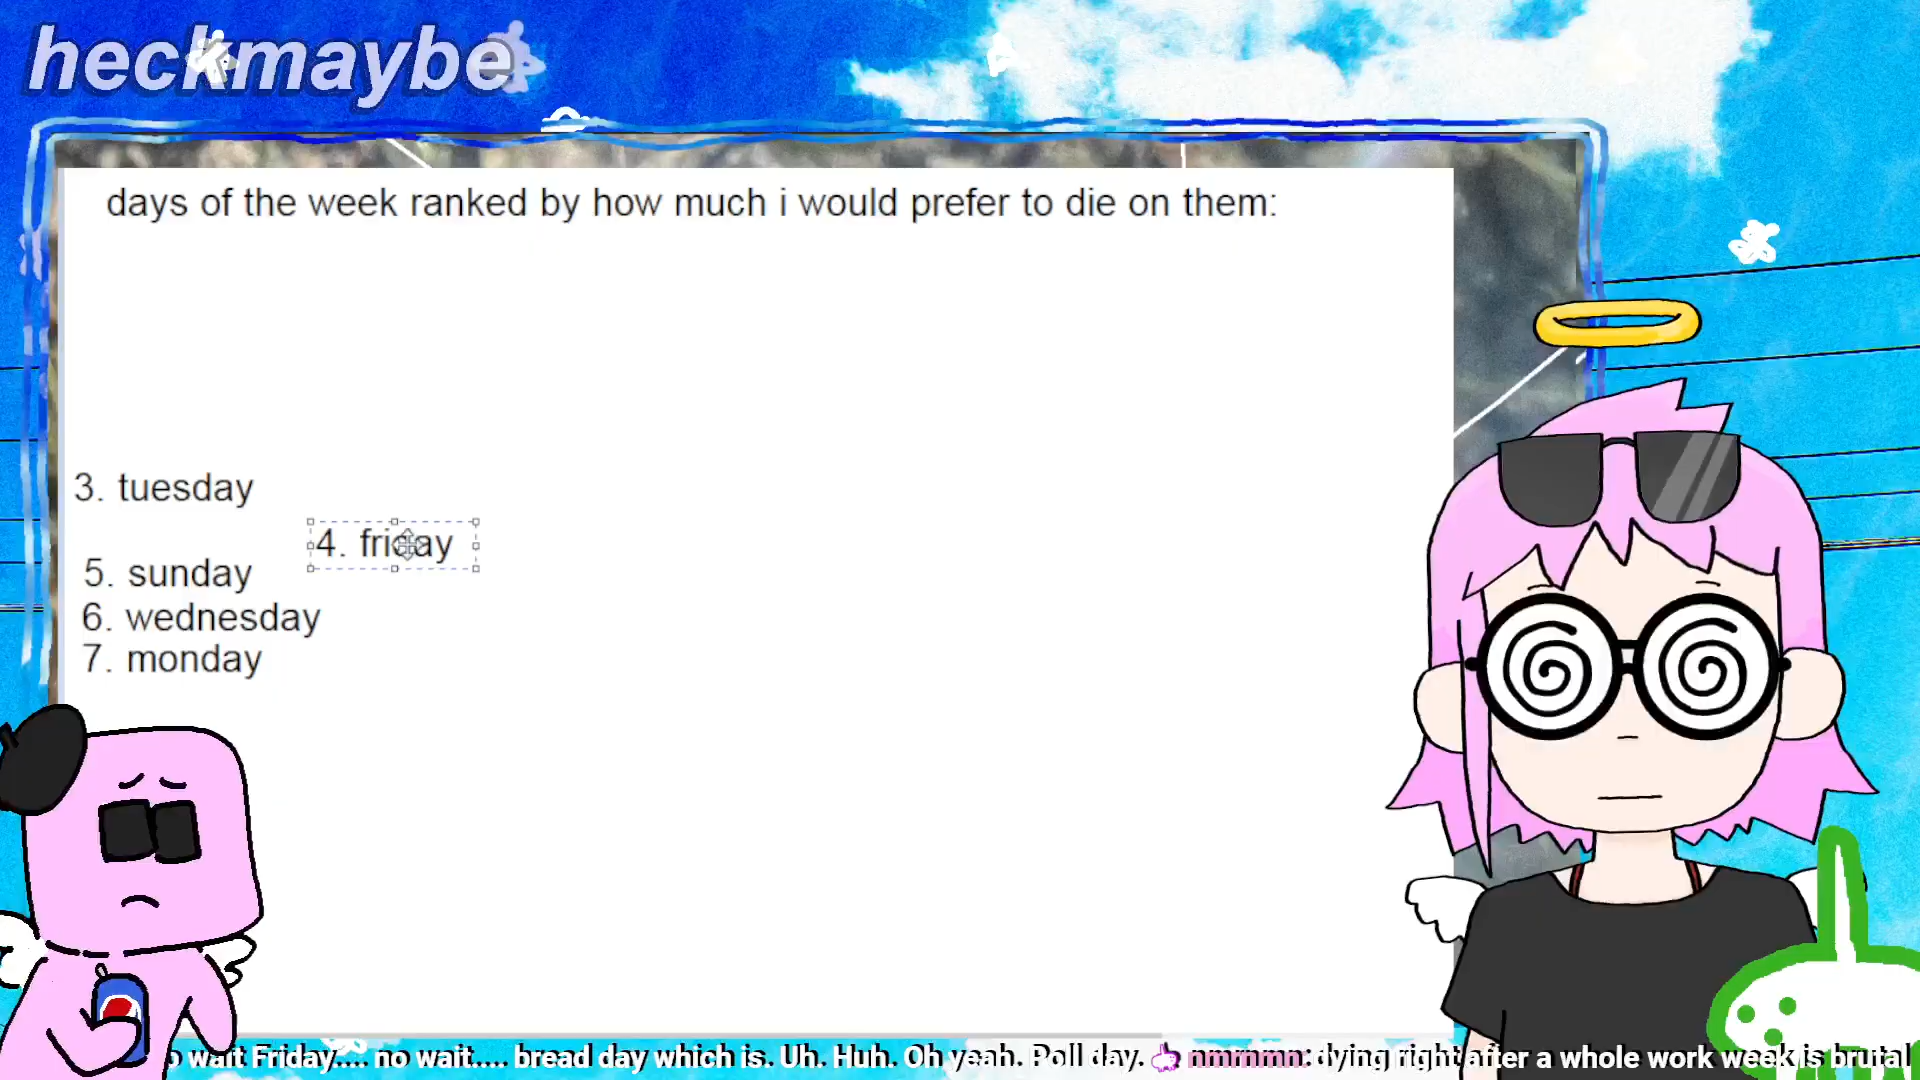 heckmaybe
days of the week ranked by how much i would prefer to die on them:
3. tuesday
4. friday
5. sunday
6. wednesday
7. monday
wait Friday.... no wait.... bread day which is. Uh. Huh. Oh yeah. Roll day. nmrnmn: dying right after a whole work week is brutal